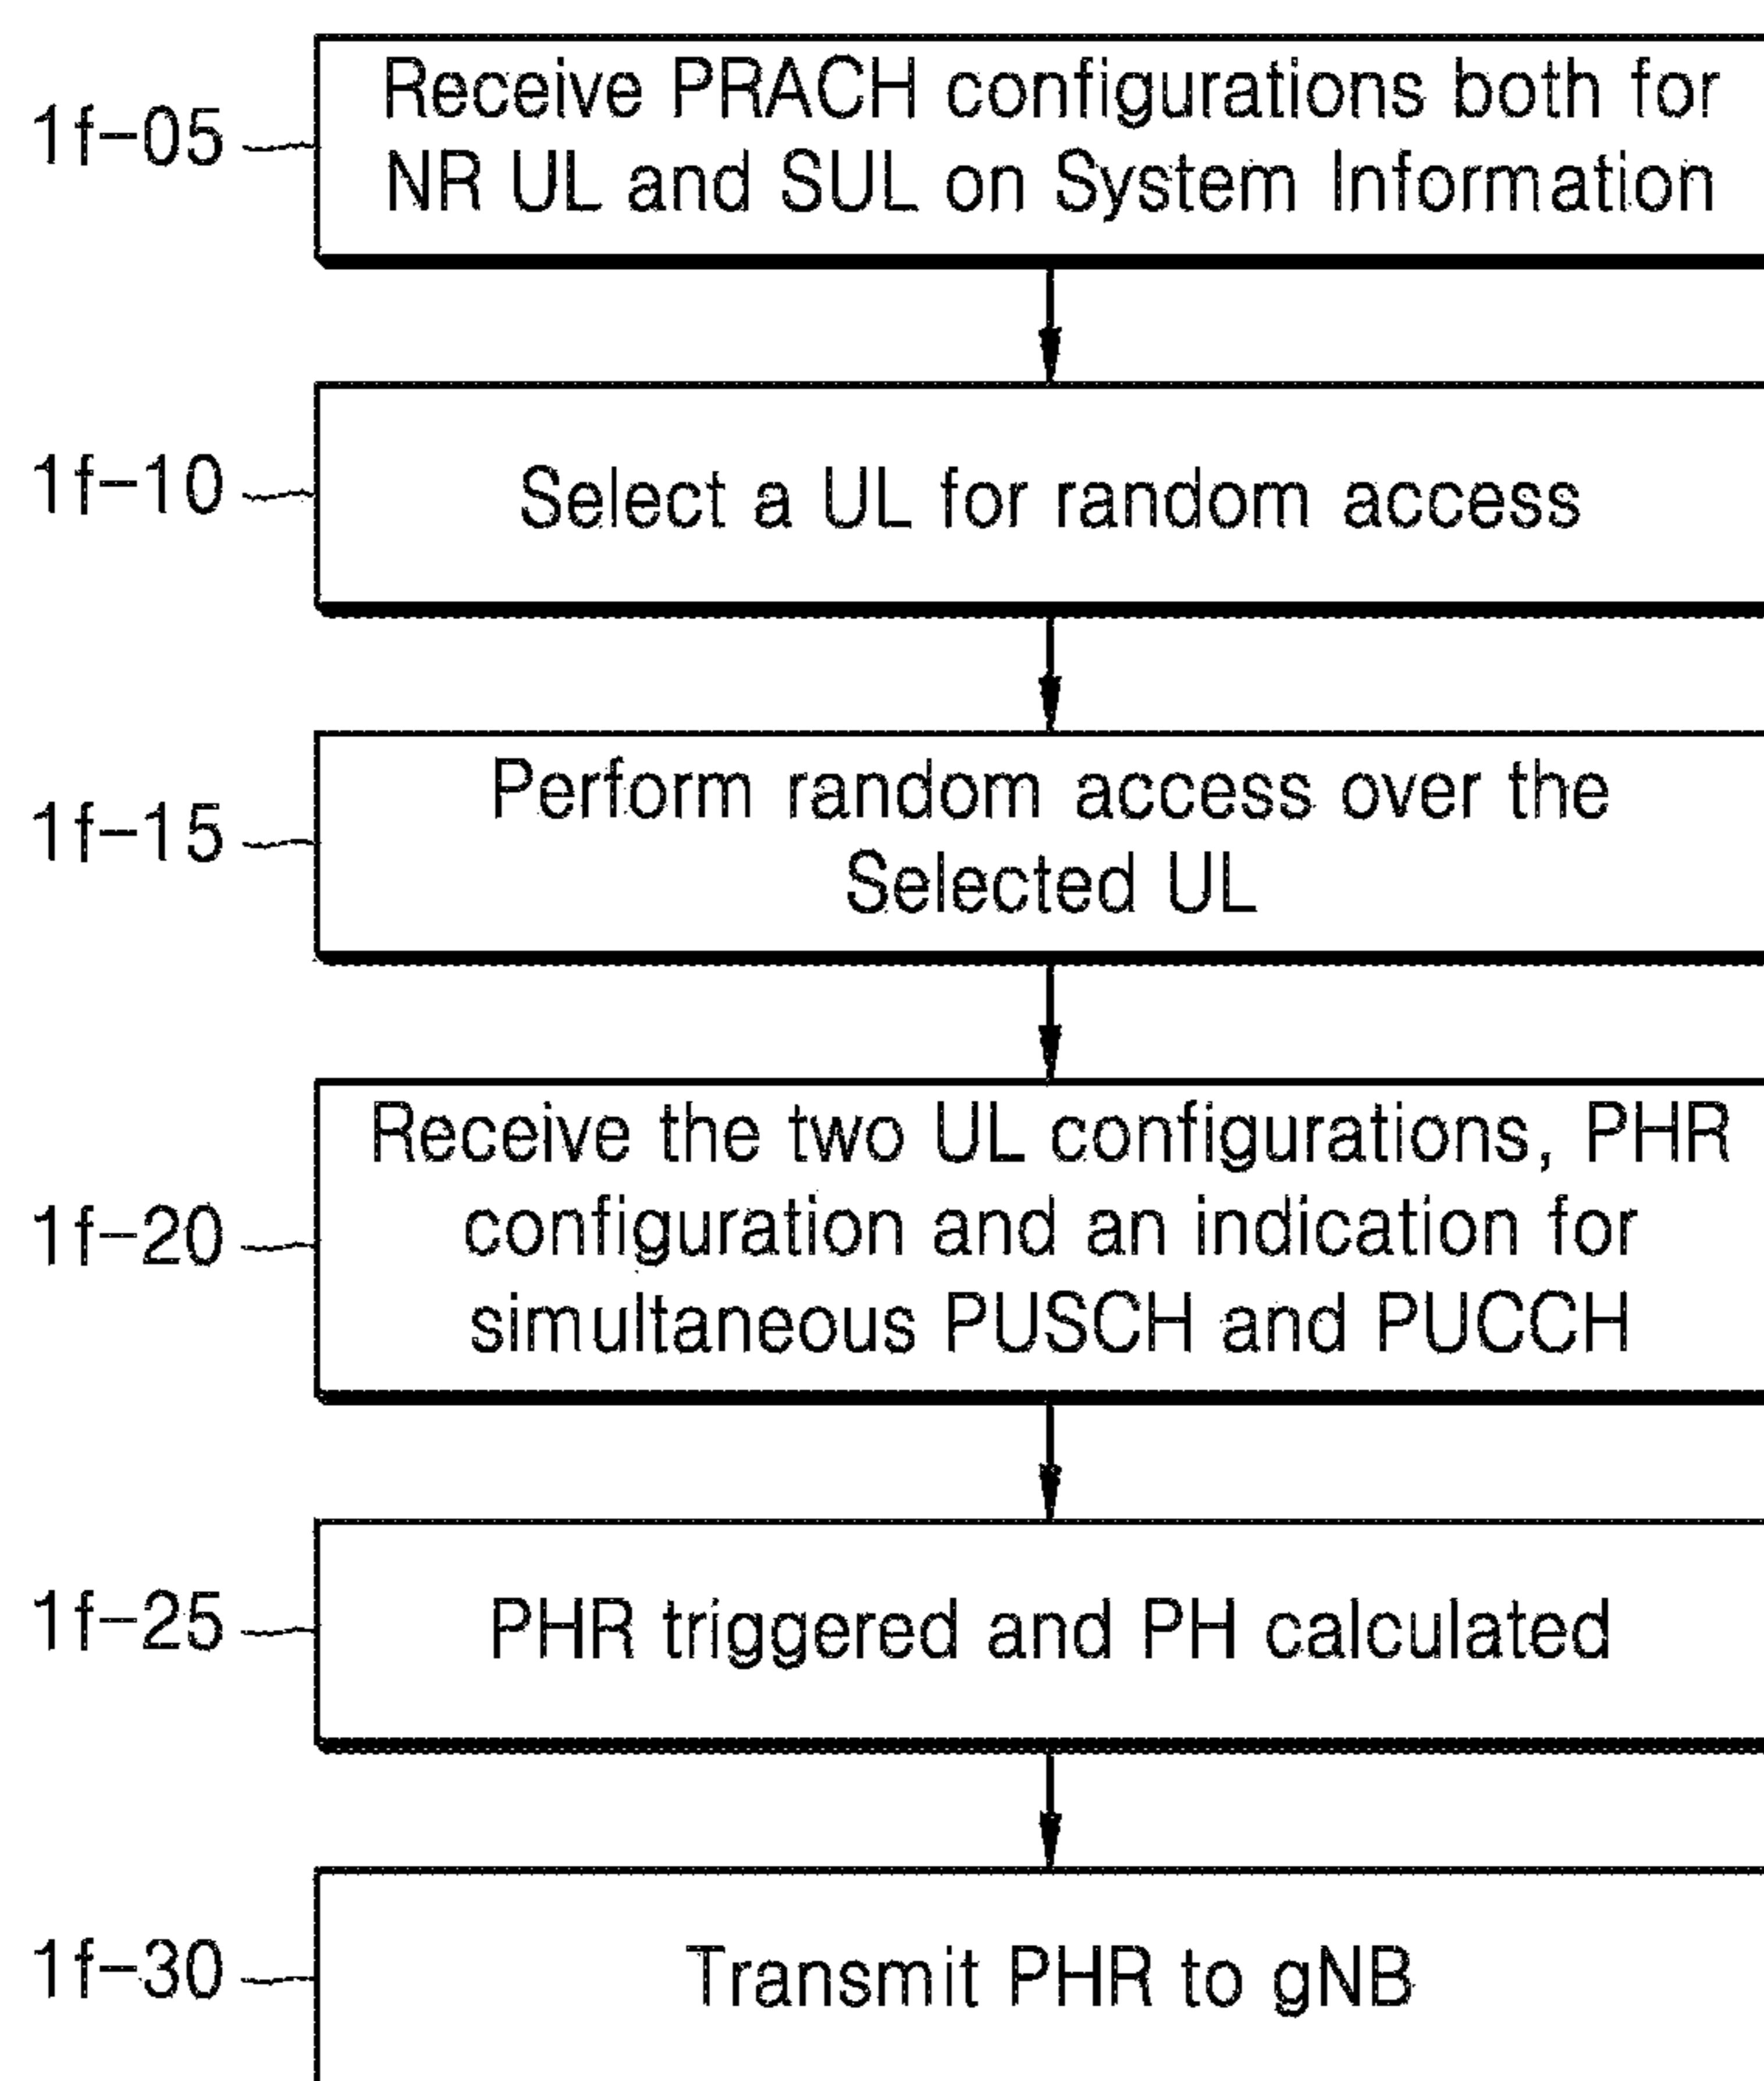 1f-05
Receive PRACH configurations both for
NR UL and SUL on System Information
1f-10
Select a UL for random access
1f-15
Perform random access over the
Selected UL
1f-20
Receive the two UL configurations, PHR
configuration and an indication for
simultaneous PUSCH and PUCCH
1f-25
PHR triggered and PH calculated
1f-30
Transmit PHR to gNB